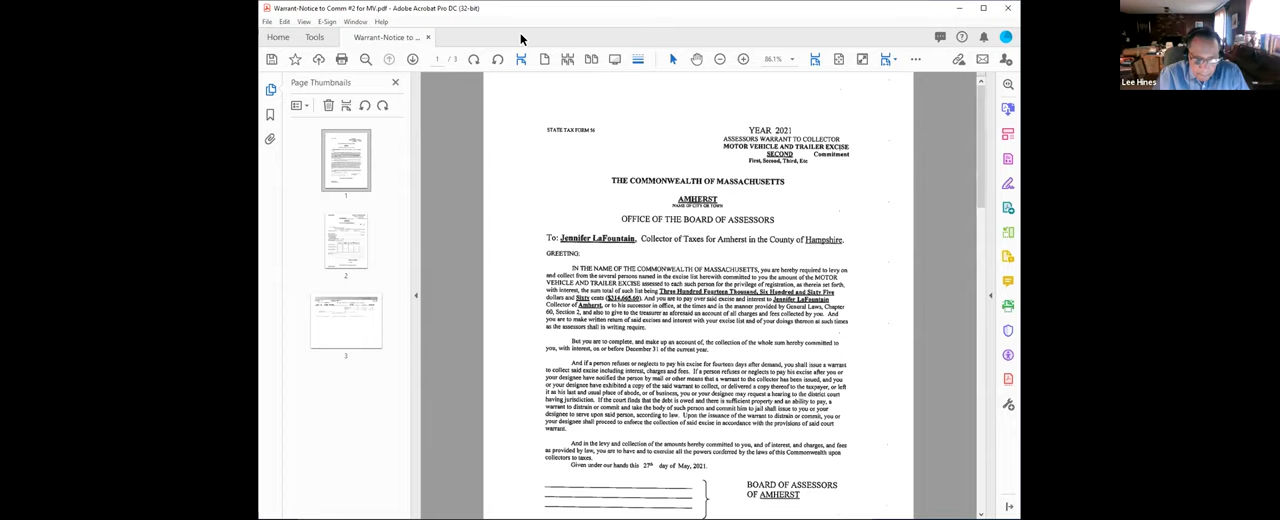 Warrant-Notice to Comm #2 for MV.pdf - Adobe Acrobat Pro DC (32-bit)
File Edit View E-Sign Window Help
Home Tools Warrant-Notice to ... ×
1 / 3 86.1%
Page Thumbnails
1
2
3
STATE TAX FORM 56
YEAR 2021
ASSESSORS WARRANT TO COLLECTOR
MOTOR VEHICLE AND TRAILER EXCISE
SECOND Commitment
First, Second, Third, Etc
THE COMMONWEALTH OF MASSACHUSETTS
AMHERST
NAME OF CITY OR TOWN
OFFICE OF THE BOARD OF ASSESSORS
To: Jennifer LaFountain, Collector of Taxes for Amherst in the County of Hampshire.
GREETING:
IN THE NAME OF THE COMMONWEALTH OF MASSACHUSETTS, you are hereby required to levy on
and collect from the several persons named in the excise list herewith committed to you the amount of the MOTOR
VEHICLE AND TRAILER EXCISE assessed to each such person for the privilege of registration, as therein set forth,
with interest, the sum total of such list being Three Hundred Fourteen Thousand, Six Hundred and Sixty Five
dollars and Sixty cents ($314,665.60). And you are to pay over said excise and interest to Jennifer LaFountain
Collector of Amherst, or to his successor in office, at the times and in the manner provided by General Laws, Chapter
60, Section 2, and also to give to the treasurer as aforesaid an account of all charges and fees collected by you. And
you are to make written return of said excises and interest with your excise list and of your doings thereon at such times
as the assessors shall in writing require.
But you are to complete, and make up an account of, the collection of the whole sum hereby committed to
you, with interest, on or before December 31 of the current year.
And if a person refuses or neglects to pay his excise for fourteen days after demand, you shall issue a warrant
to collect said excise including interest, charges and fees. If a person refuses or neglects to pay his excise after you or
your designee have notified the person by mail or other means that a warrant to the collector has been issued, and you
or your designee have exhibited a copy of the said warrant to collect, or delivered a copy thereof to the taxpayer, or left
it as his last and usual place of abode, or of business, you or your designee may request a hearing to the district court
having jurisdiction. If the court finds that the debt is owed and there is sufficient property and an ability to pay, a
warrant to distrain or commit and take the body of such person and commit him to jail shall issue to you or your
designee to serve upon said person, according to law. Upon the issuance of the warrant to distrain or commit, you or
your designee shall proceed to enforce the collection of said excise in accordance with the provisions of said court
warrant.
And in the levy and collection of the amounts hereby committed to you, and of interest, and charges, and fees
as provided by law, you are to have and to exercise all the powers conferred by the laws of this Commonwealth upon
collectors to taxes.
Given under our hands this 27th day of May, 2021.
BOARD OF ASSESSORS
OF AMHERST
Lee Hines